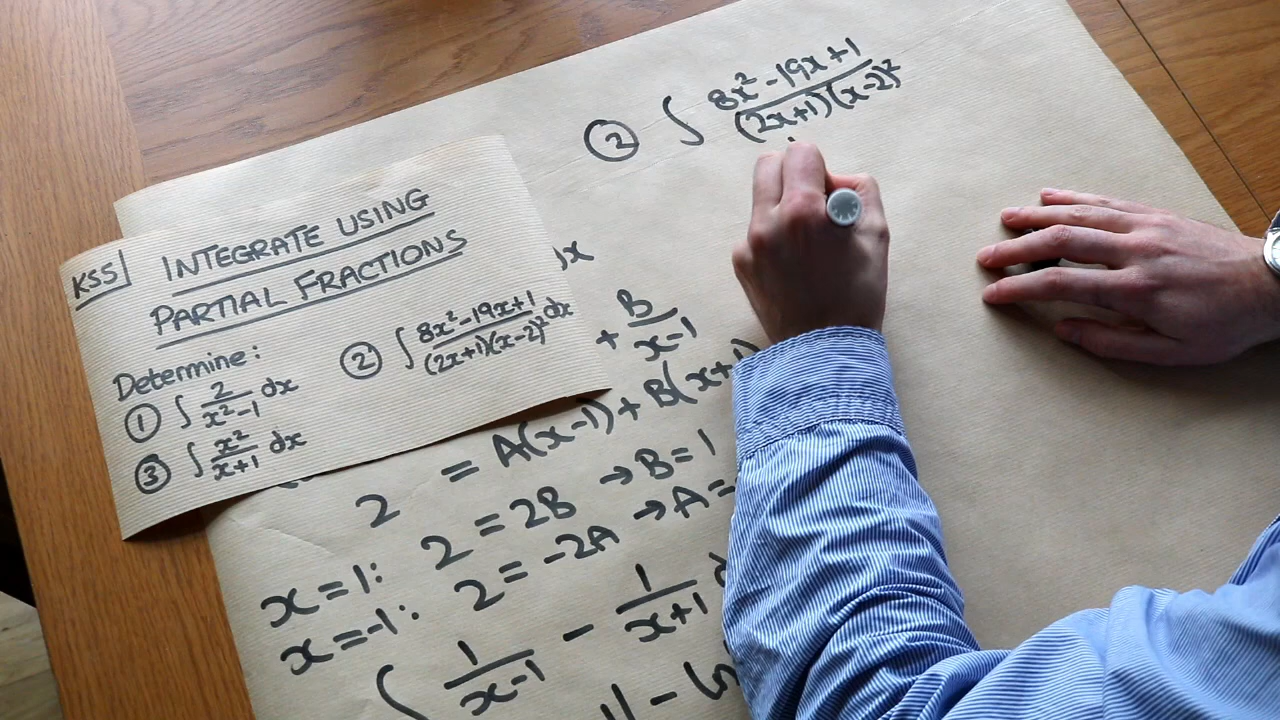 KS5
INTEGRATE USING
PARTIAL FRACTIONS
Determine:
① ∫ 2/(x²-1) dx
② ∫ (8x²-19x+1)/((2x+1)(x-2)²) dx
③ ∫ x²/(x+1) dx
② ∫ (8x²-19x+1)/((2x+1)(x-2)²)
dx
+ B/(x-1)
2 = A(x-1) + B(x+1)
x=1: 2 = 2B → B=1
x=-1: 2 = -2A → A=
∫ 1/(x-1) - 1/(x+1)